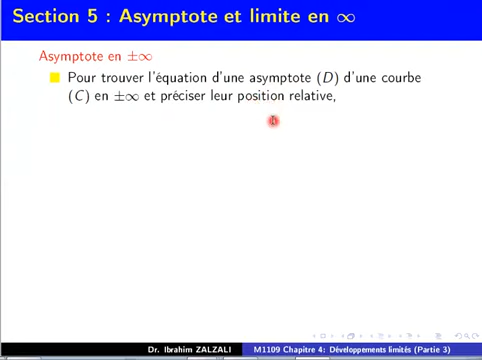 Section 5 : Asymptote et limite en ∞
Asymptote en ±∞
Pour trouver l'équation d'une asymptote (D) d'une courbe
(C) en ±∞ et préciser leur position relative,
Dr. Ibrahim ZALZALI M1109 Chapitre 4: Développements limités (Partie 3)